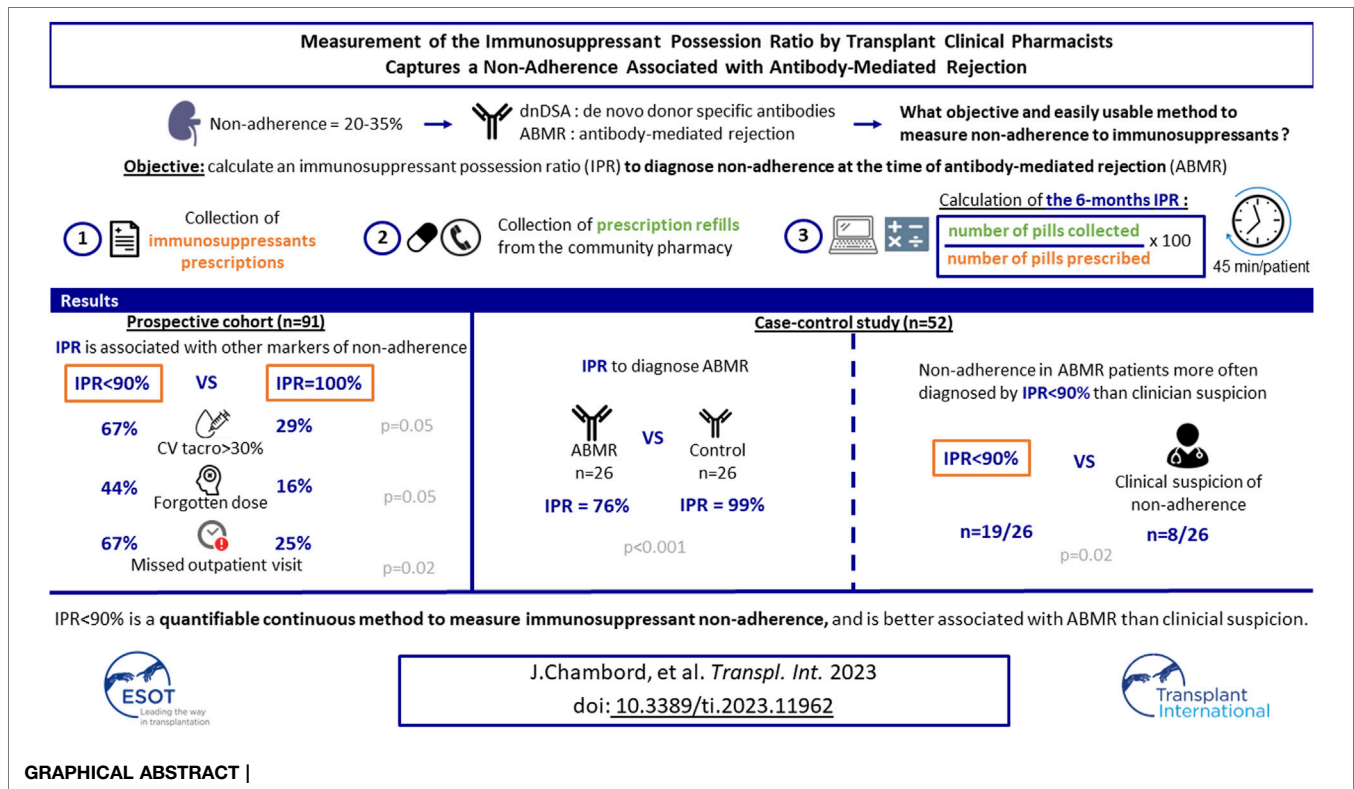 Measurement of the Immunosuppressant Possession Ratio by Transplant Clinical Pharmacists
Captures a Non-Adherence Associated with Antibody-Mediated Rejection
Non-adherence = 20-35%
dnDSA : de novo donor specific antibodies
ABMR : antibody-mediated rejection
What objective and easily usable method to
measure non-adherence to immunosuppressants ?
Objective: calculate an immunosuppressant possession ratio (IPR) to diagnose non-adherence at the time of antibody-mediated rejection (ABMR)
1
Collection of
immunosuppressants
prescriptions
2
Collection of prescription refills
from the community pharmacy
3
Calculation of the 6-months IPR :
number of pills collected
number of pills prescribed
x 100
45 min/patient
Results
Prospective cohort (n=91)
IPR is associated with other markers of non-adherence
IPR<90% VS IPR=100%
67% 29% p=0.05
CV tacro>30%
44% 16% p=0.05
Forgotten dose
67% 25% p=0.02
Missed outpatient visit
Case-control study (n=52)
IPR to diagnose ABMR
VS
ABMR
n=26
Control
n=26
IPR = 76% IPR = 99%
p<0.001
Non-adherence in ABMR patients more often
diagnosed by IPR<90% than clinician suspicion
IPR<90% VS
Clinical suspicion of
non-adherence
n=19/26 n=8/26
p=0.02
IPR<90% is a quantifiable continuous method to measure immunosuppressant non-adherence, and is better associated with ABMR than clinicial suspicion.
ESOT
Leading the way
in transplantation
J.Chambord, et al. Transpl. Int. 2023
doi: 10.3389/ti.2023.11962
Transplant
International
GRAPHICAL ABSTRACT |